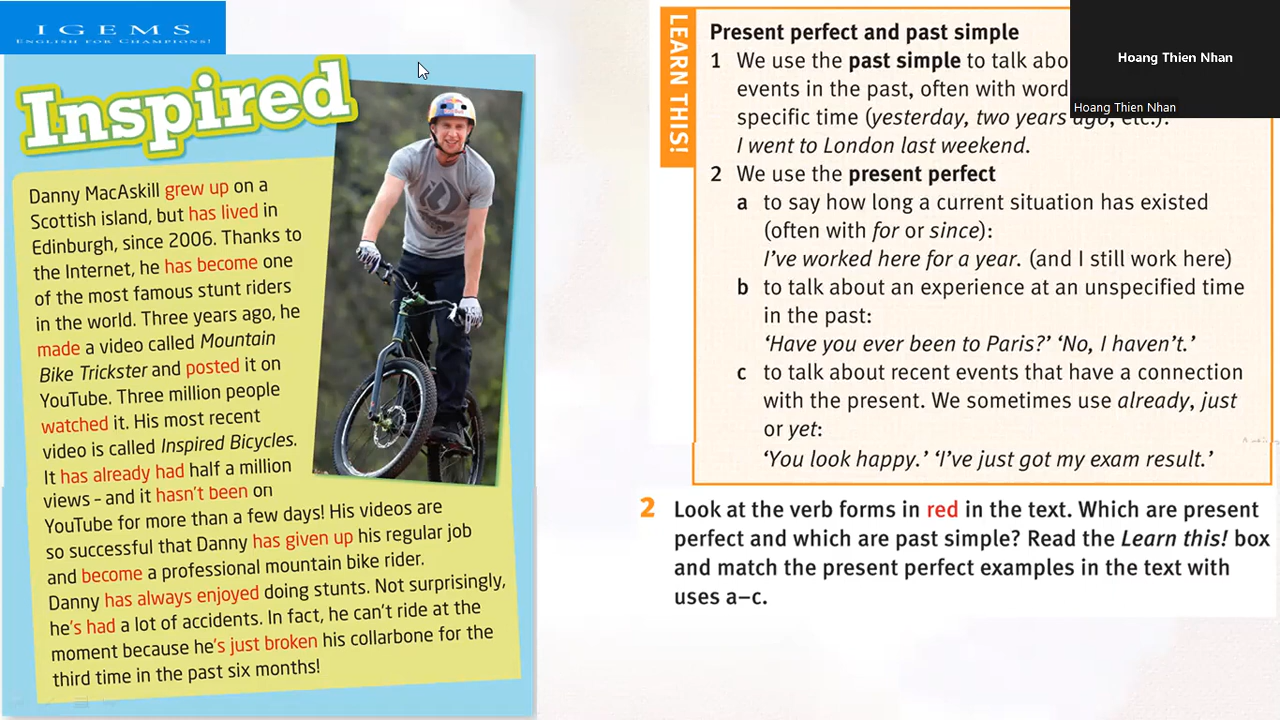 IGEMS
ENGLISH FOR CHAMPIONS!
Inspired
Danny MacAskill grew up on a
Scottish island, but has lived in
Edinburgh, since 2006. Thanks to
the Internet, he has become one
of the most famous stunt riders
in the world. Three years ago, he
made a video called Mountain
Bike Trickster and posted it on
YouTube. Three million people
watched it. His most recent
video is called Inspired Bicycles.
It has already had half a million
views – and it hasn't been on
YouTube for more than a few days! His videos are
so successful that Danny has given up his regular job
and become a professional mountain bike rider.
Danny has always enjoyed doing stunts. Not surprisingly,
he's had a lot of accidents. In fact, he can't ride at the
moment because he's just broken his collarbone for the
third time in the past six months!
LEARN THIS!
Present perfect and past simple
1 We use the past simple to talk abo
events in the past, often with word
specific time (yesterday, two years ago, etc.):
I went to London last weekend.
2 We use the present perfect
a to say how long a current situation has existed
(often with for or since):
I've worked here for a year. (and I still work here)
b to talk about an experience at an unspecified time
in the past:
'Have you ever been to Paris?' 'No, I haven't.'
c to talk about recent events that have a connection
with the present. We sometimes use already, just
or yet:
'You look happy.' 'I've just got my exam result.'
2 Look at the verb forms in red in the text. Which are present
perfect and which are past simple? Read the Learn this! box
and match the present perfect examples in the text with
uses a–c.
Hoang Thien Nhan
Hoang Thien Nhan